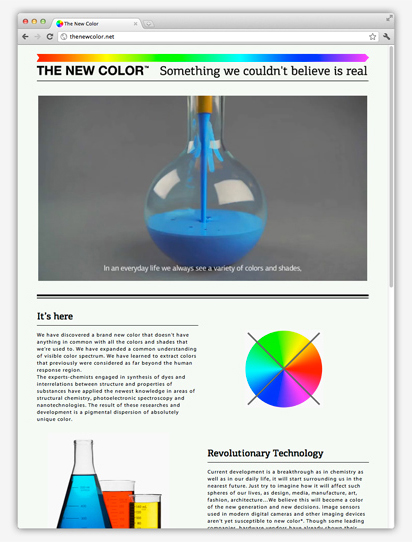 The New Color
thenewcolor.net
THE NEW COLOR™ Something we couldn't believe is real
In an everyday life we always see a variety of colors and shades,
It's here
We have discovered a brand new color that doesn't have
anything in common with all the colors and shades that
we're used to. We have expanded a common understanding
of visible color spectrum. We have learned to extract colors
that previously were considered as far beyond the human
response region.
The experts-chemists engaged in synthesis of dyes and
interrelations between structure and properties of
substances have applied the newest knowledge in areas of
structural chemistry, photoelectronic spectroscopy and
nanotechnologies. The result of those researches and
development is a pigmental dispersion of absolutely
unique color.
Revolutionary Technology
Current development is a breakthrough as in chemistry as
well as in our daily life, it will start surrounding us in the
nearest future. Just try to imagine how it will affect such
spheres of our lives, as design, media, manufacture, art,
fashion, architecture...We believe this will become a color
of the new generation and new decisions. Image sensors
used in modern digital cameras and other imaging devices
aren't yet susceptible to new color*. Though some leading
companies, hardware vendors have already shown their